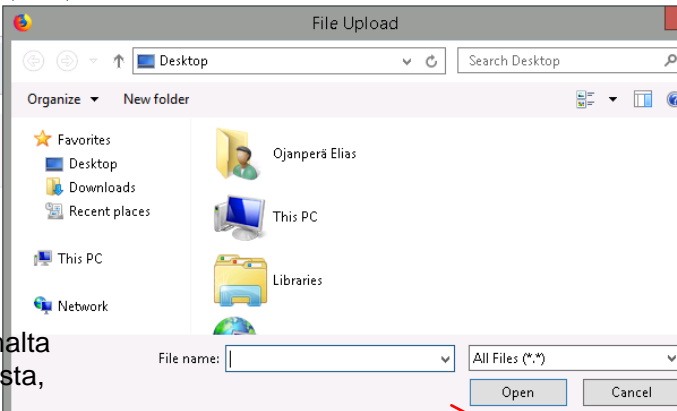 File Upload
Desktop
Search Desktop
Organize
New folder
Favorites
Desktop
Downloads
Recent places
This PC
Network
Ojanperä Elias
This PC
Libraries
nalta
sta,
File name:
All Files (*.*)
Open
Cancel